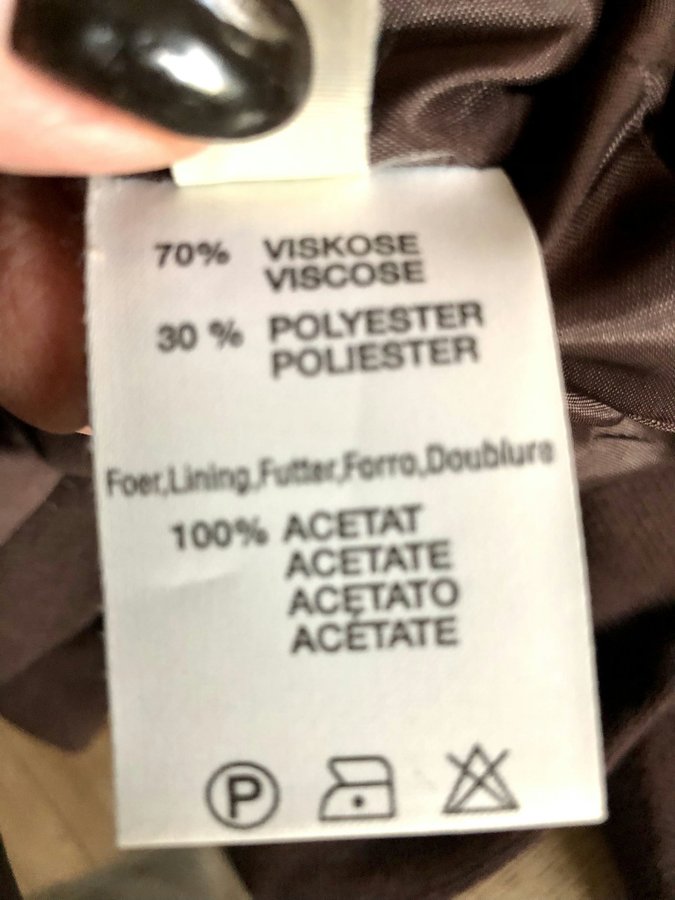 70% VISKOSE
VISCOSE
30 % POLYESTER
POLIESTER
Foer,Lining,Futter,Forro,Doublure
100% ACETAT
ACETATE
ACETATO
ACÉTATE
P